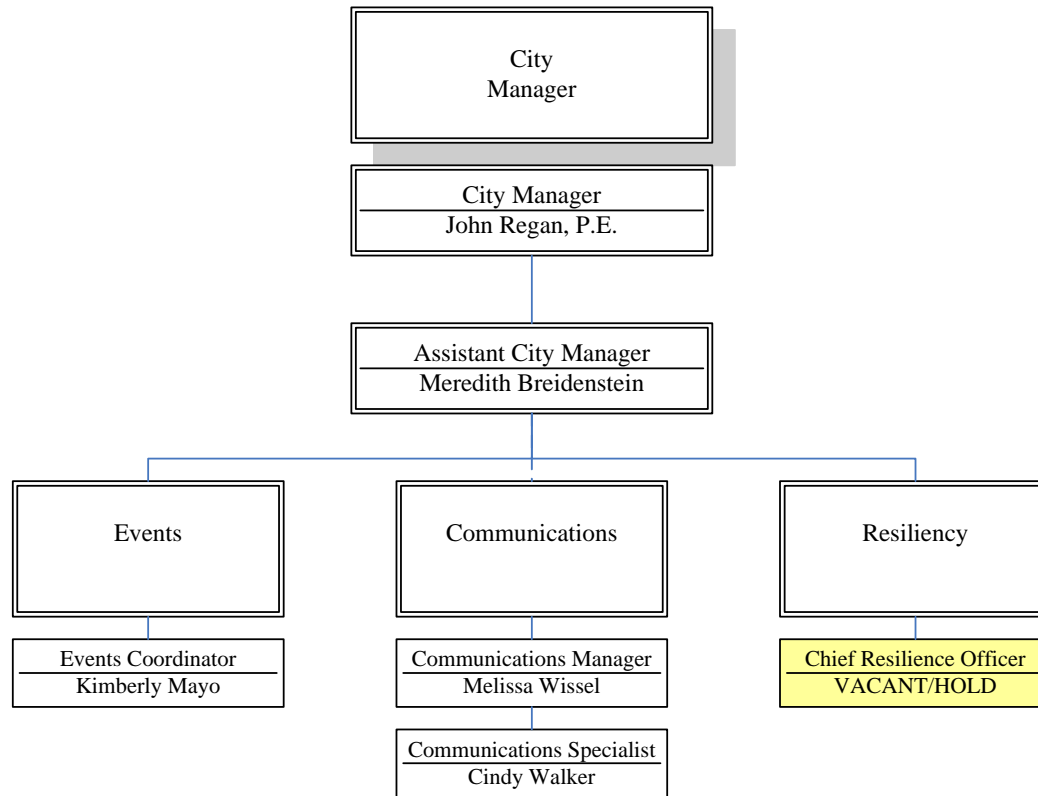 City
Manager
City Manager
John Regan, P.E.
Assistant City Manager
Meredith Breidenstein
Events
Communications
Resiliency
Events Coordinator
Kimberly Mayo
Communications Manager
Melissa Wissel
Chief Resilience Officer
VACANT/HOLD
Communications Specialist
Cindy Walker